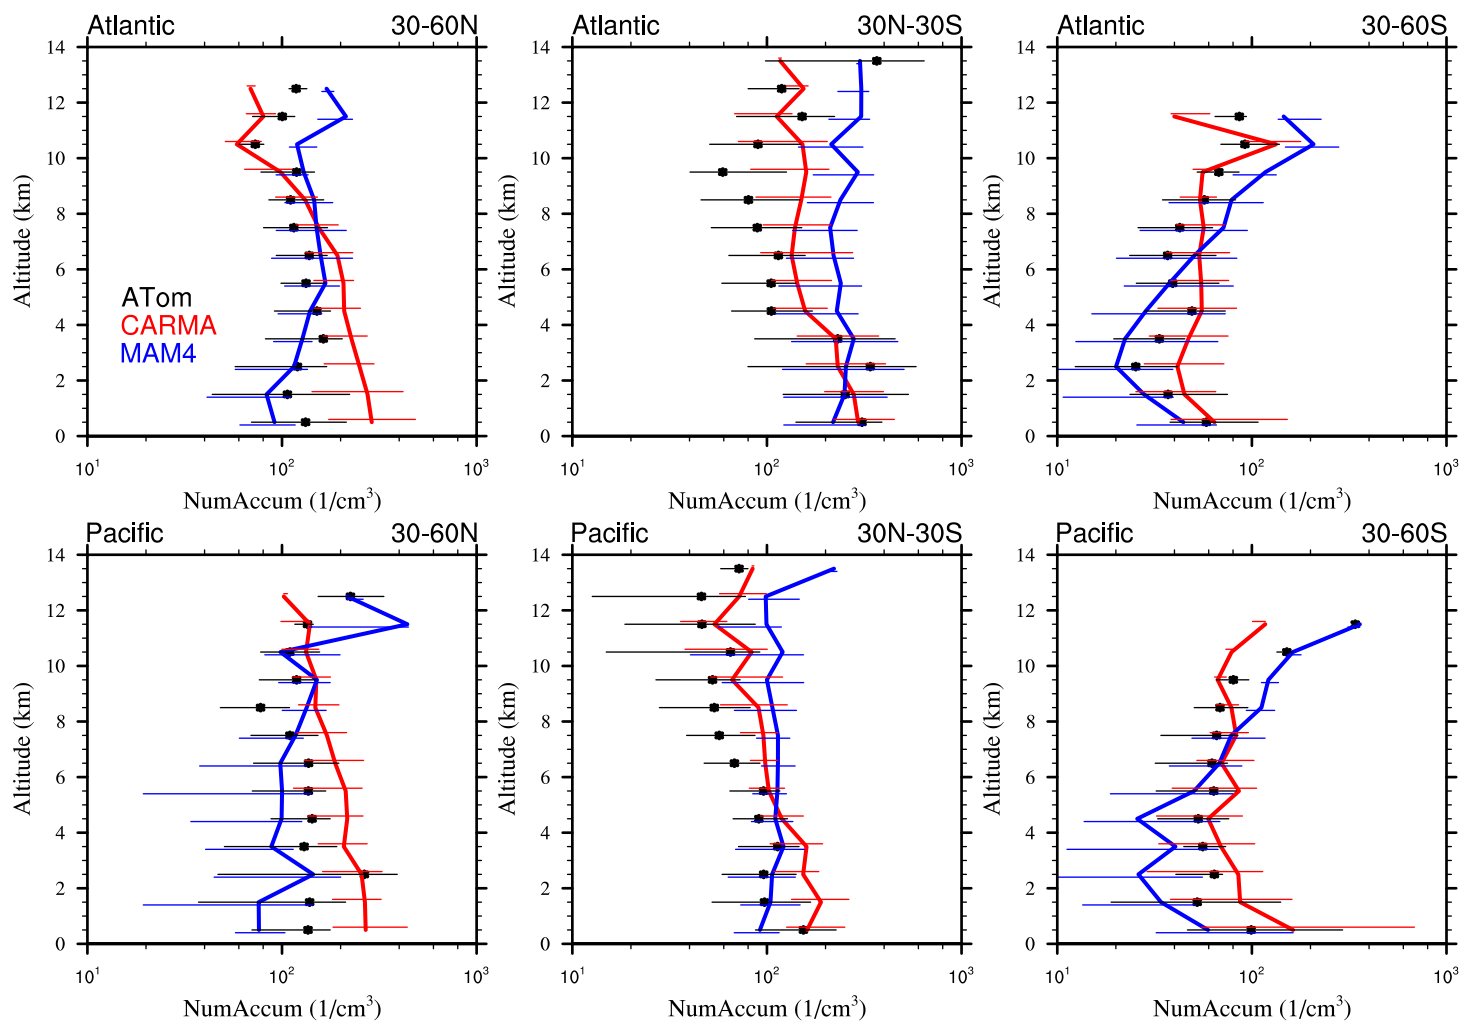 Atlantic 30-60N
14
12
10
8
6
4
2
0
Altitude (km)
ATom
CARMA
MAM4
10¹ 10² 10³
NumAccum (1/cm³)
Atlantic 30N-30S
14
12
10
8
6
4
2
0
Altitude (km)
10¹ 10² 10³
NumAccum (1/cm³)
Atlantic 30-60S
14
12
10
8
6
4
2
0
Altitude (km)
10¹ 10² 10³
NumAccum (1/cm³)
Pacific 30-60N
14
12
10
8
6
4
2
0
Altitude (km)
10¹ 10² 10³
NumAccum (1/cm³)
Pacific 30N-30S
14
12
10
8
6
4
2
0
Altitude (km)
10¹ 10² 10³
NumAccum (1/cm³)
Pacific 30-60S
14
12
10
8
6
4
2
0
Altitude (km)
10¹ 10² 10³
NumAccum (1/cm³)